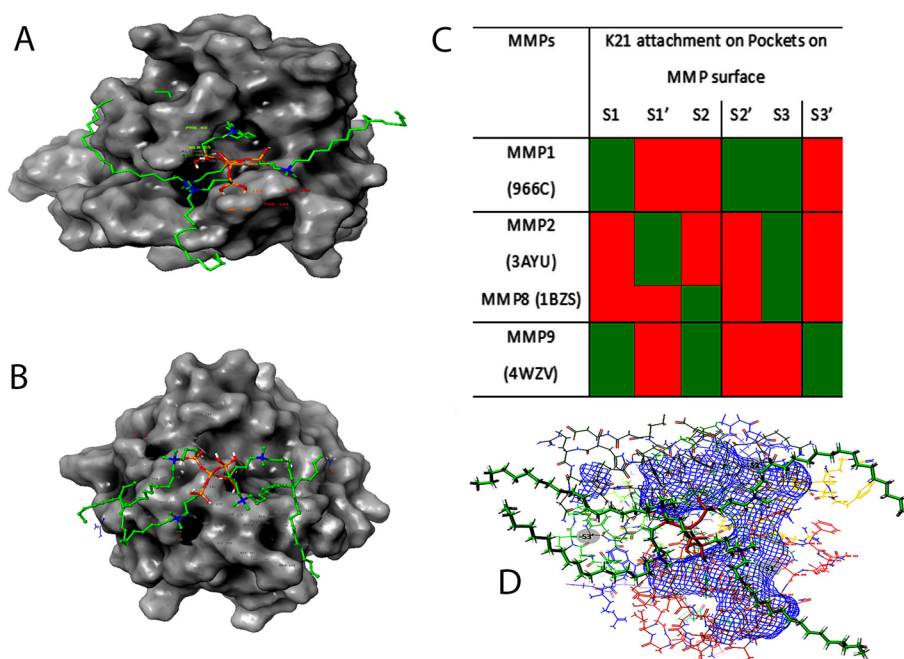 A
B
C
MMPs
K21 attachment on Pockets on
MMP surface
S1 S1’ S2 S2’ S3 S3’
MMP1
(966C)
MMP2
(3AYU)
MMP8 (1BZS)
MMP9
(4WZV)
D